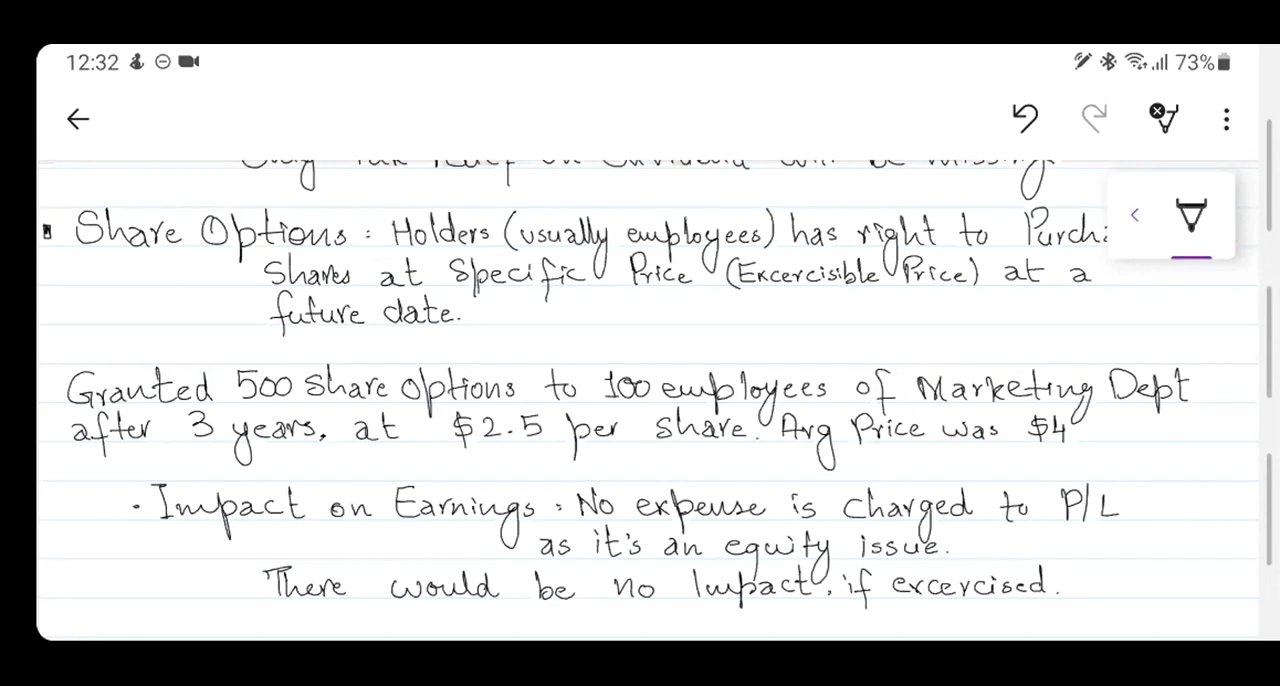 12:32
73%
Share Options : Holders (usually employees) has right to
Shares at Specific Price (Excercisible Price) at a
future date.
Granted 500 Share options to 100 employees of Marketing Dept
after 3 years, at $2.5 per share. Avg Price was $4
· Impact on Earnings : No expense is charged to P/L
as it's an equity issue.
There would be no Impact, if excercised.